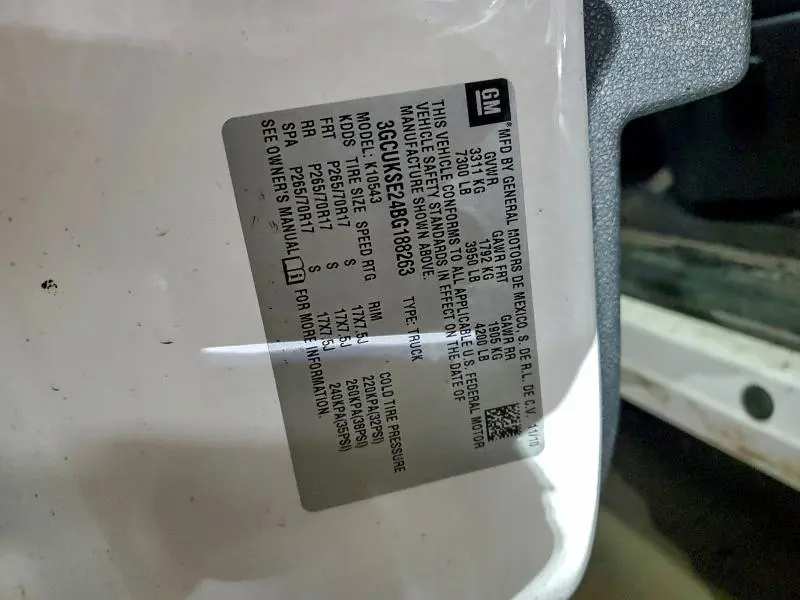 GM
MFD BY GENERAL MOTORS DE MEXICO, S. DE R.L. DE C.V. 11/10
GVWR GAWR FRT GAWR RR
3311 KG 1792 KG 1905 KG
7300 LB 3950 LB 4200 LB
THIS VEHICLE CONFORMS TO ALL APPLICABLE U.S. FEDERAL MOTOR
VEHICLE SAFETY STANDARDS IN EFFECT ON THE DATE OF
MANUFACTURE SHOWN ABOVE.
3GCUKSE24BG188263 TYPE: TRUCK
MODEL: K10543
KDDS TIRE SIZE SPEED RTG RIM COLD TIRE PRESSURE
FRT P265/70R17 S 17X7.5J 220KPA(32PSI)
RR P265/70R17 S 17X7.5J 260KPA(38PSI)
SPA P265/70R17 S 17X7.5J 240KPA(35PSI)
SEE OWNER'S MANUAL FOR MORE INFORMATION.